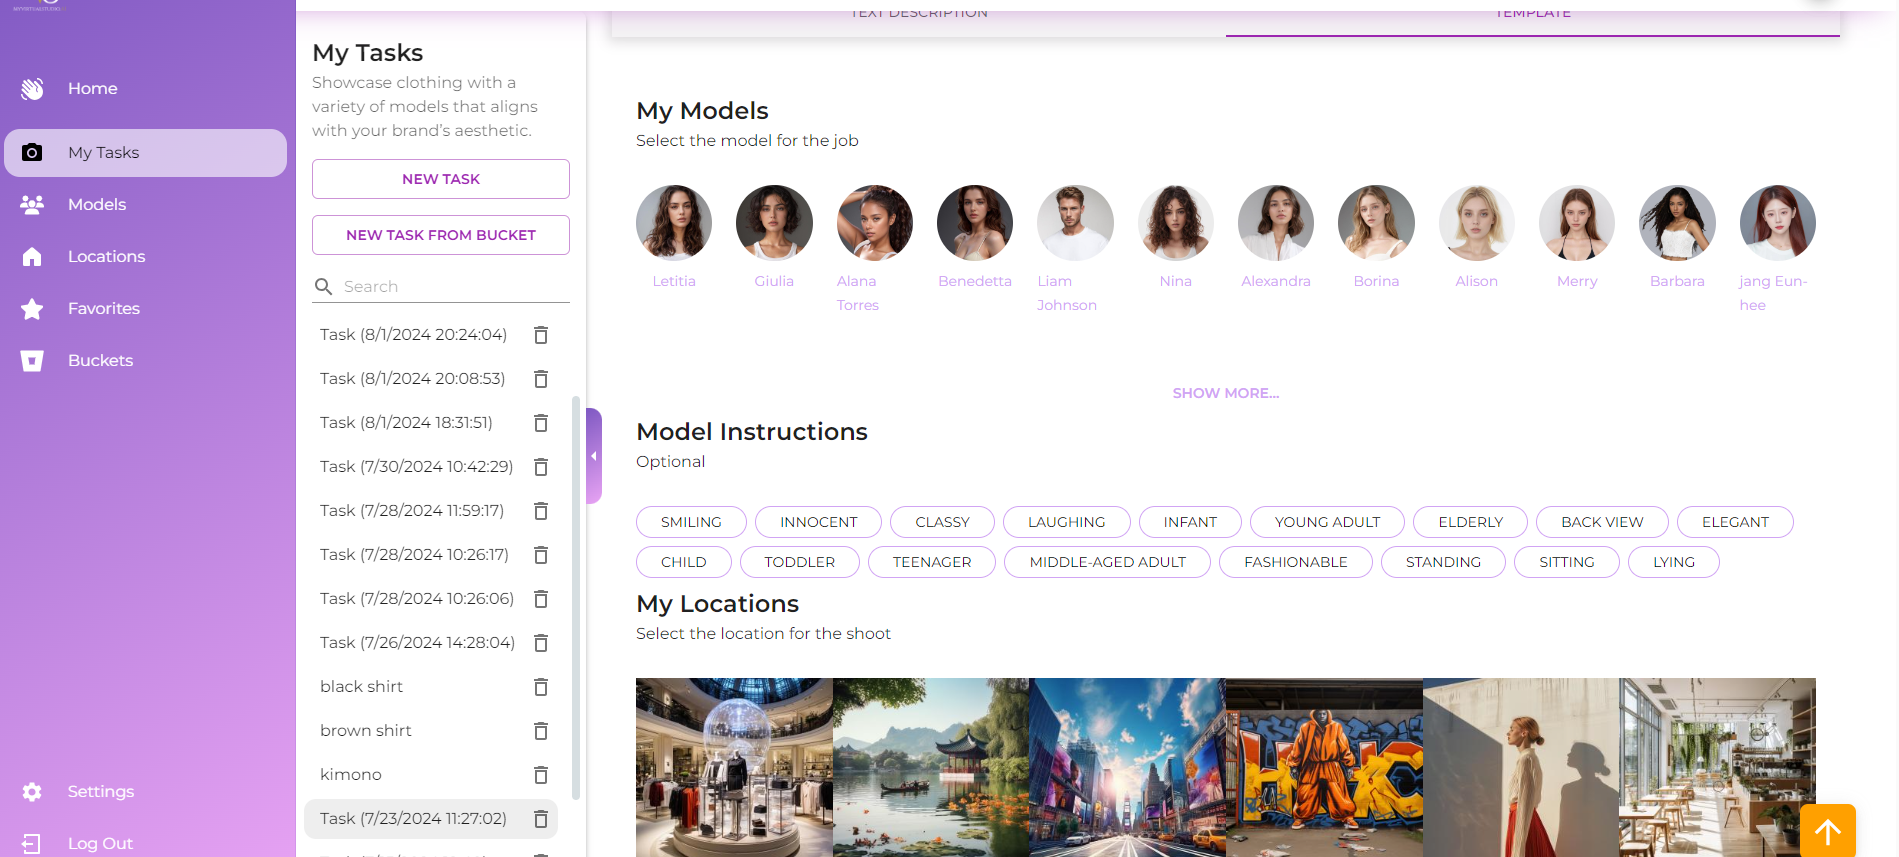 Home
My Tasks
Models
Locations
Favorites
Buckets
Settings
Log Out
My Tasks
Showcase clothing with a
variety of models that aligns
with your brand’s aesthetic.
NEW TASK
NEW TASK FROM BUCKET
Search
Task (8/1/2024 20:24:04)
Task (8/1/2024 20:08:53)
Task (8/1/2024 18:31:51)
Task (7/30/2024 10:42:29)
Task (7/28/2024 11:59:17)
Task (7/28/2024 10:26:17)
Task (7/28/2024 10:26:06)
Task (7/26/2024 14:28:04)
black shirt
brown shirt
kimono
Task (7/23/2024 11:27:02)
TEXT DESCRIPTION
TEMPLATE
My Models
Select the model for the job
Letitia
Giulia
Alana
Torres
Benedetta
Liam
Johnson
Nina
Alexandra
Borina
Alison
Merry
Barbara
jang Eun-
hee
SHOW MORE...
Model Instructions
Optional
SMILING INNOCENT CLASSY LAUGHING INFANT YOUNG ADULT ELDERLY BACK VIEW ELEGANT
CHILD TODDLER TEENAGER MIDDLE-AGED ADULT FASHIONABLE STANDING SITTING LYING
My Locations
Select the location for the shoot